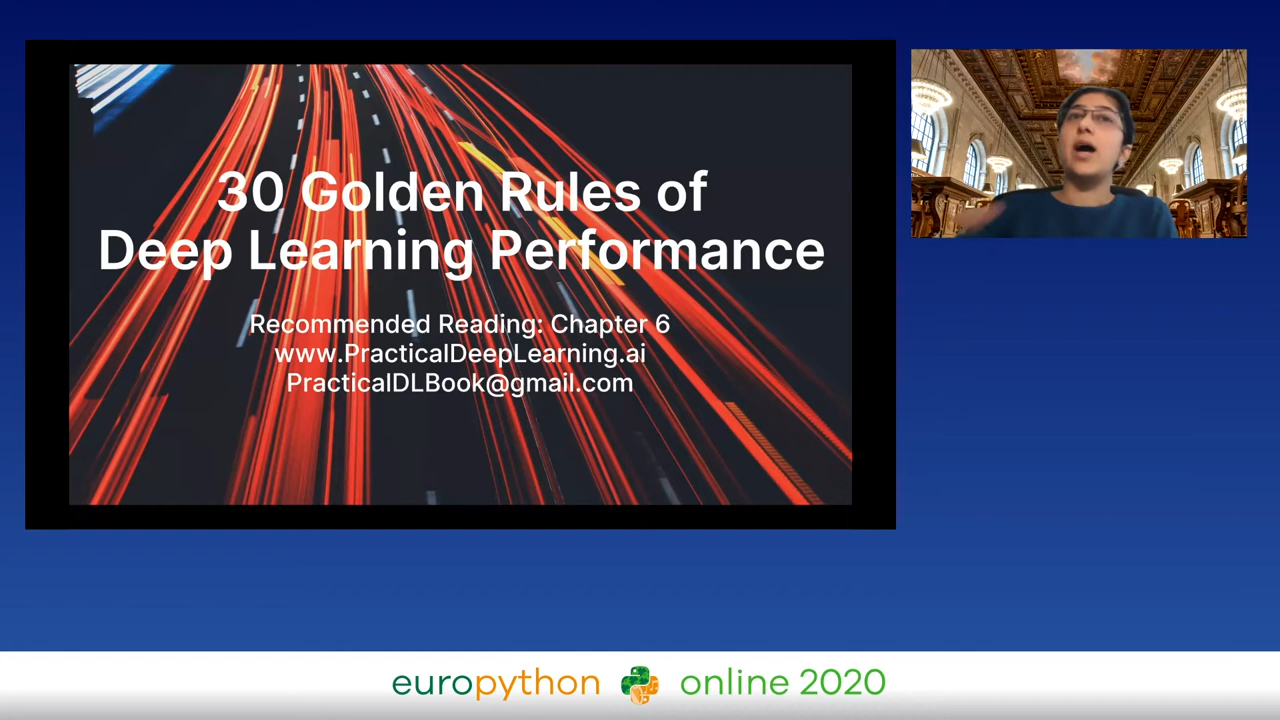 30 Golden Rules of
Deep Learning Performance
Recommended Reading: Chapter 6
www.PracticalDeepLearning.ai
PracticalDLBook@gmail.com
europython online 2020